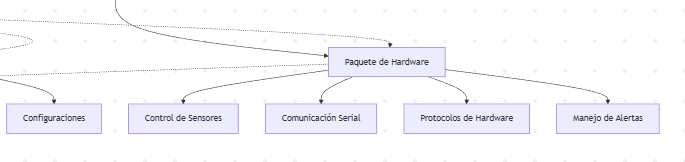 Paquete de Hardware
Configuraciones
Control de Sensores
Comunicación Serial
Protocolos de Hardware
Manejo de Alertas